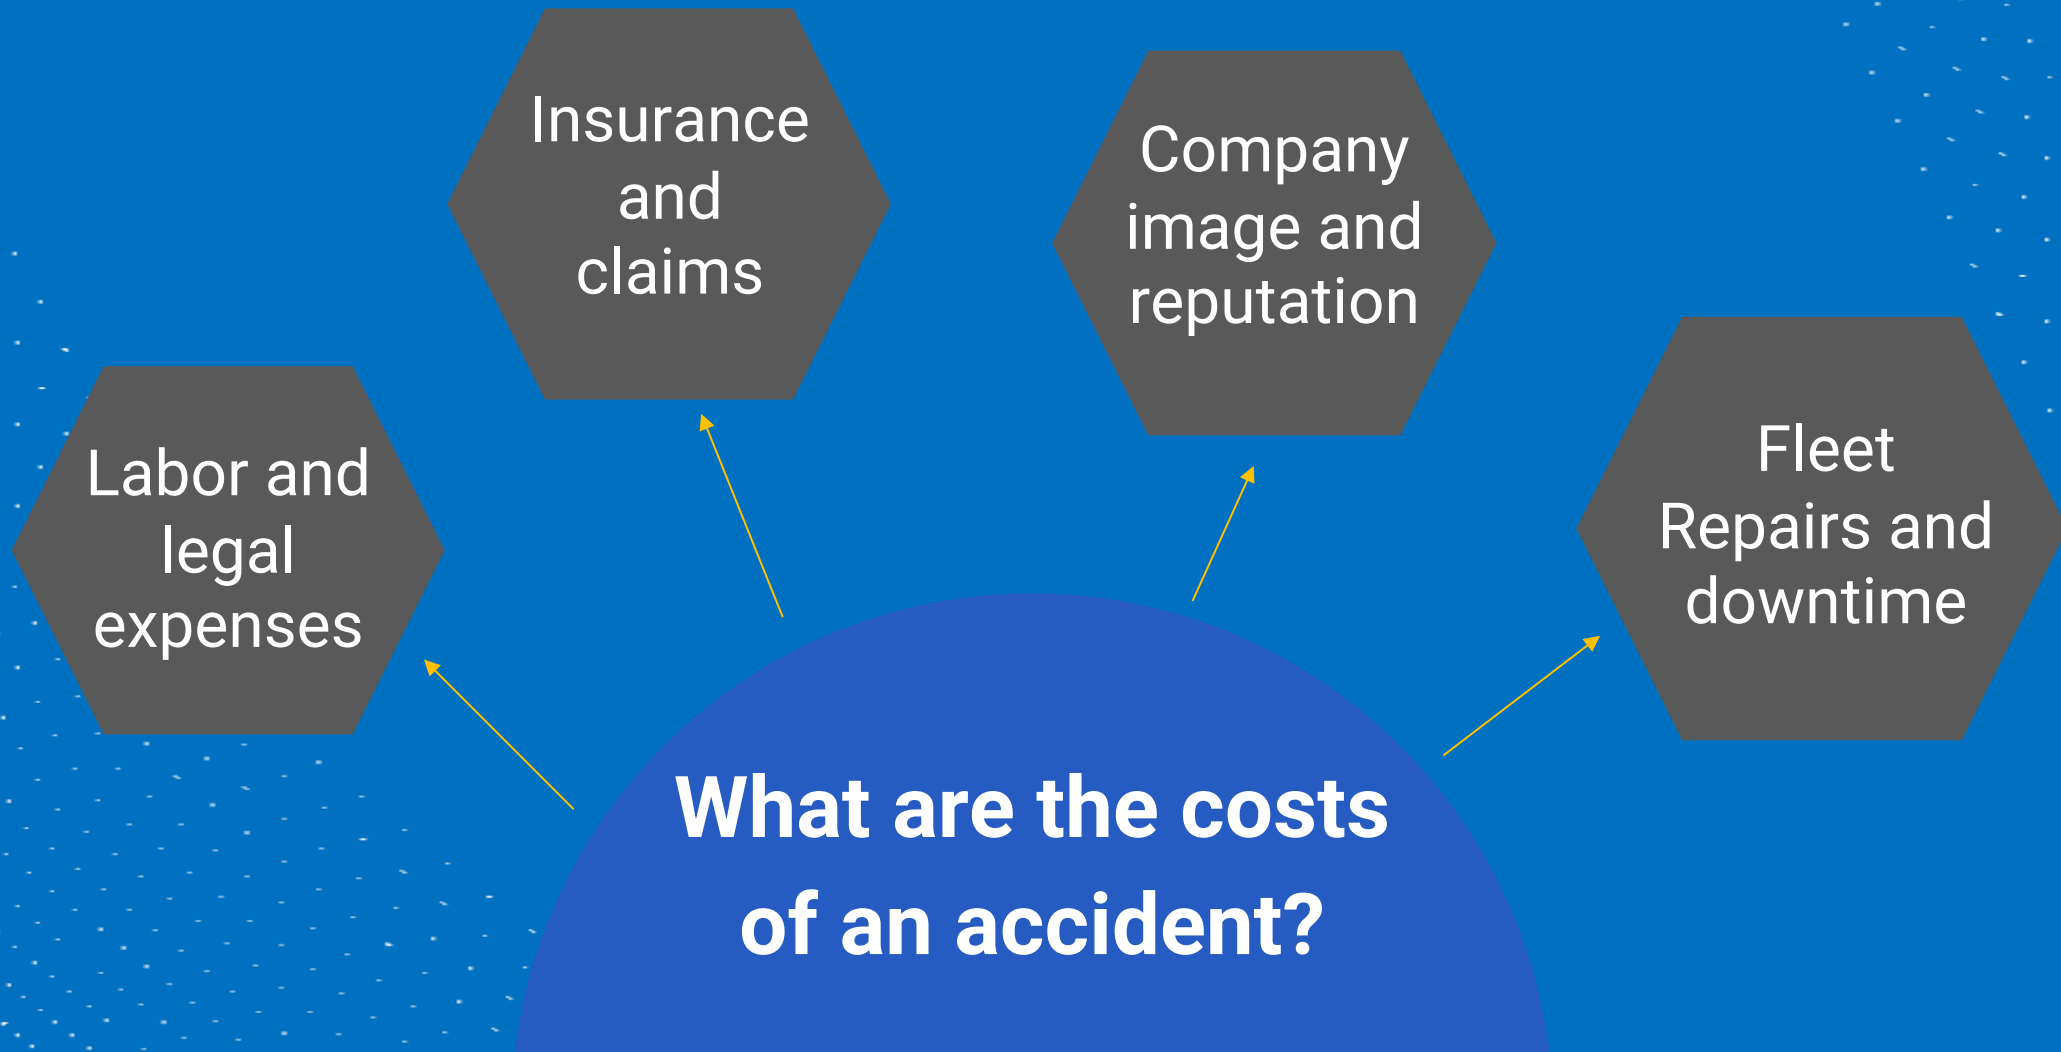 Insurance
and
claims
Company
image and
reputation
Labor and
legal
expenses
Fleet
Repairs and
downtime
What are the costs
of an accident?